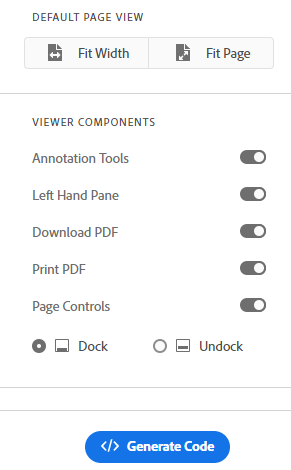 DEFAULT PAGE VIEW
Fit Width Fit Page
VIEWER COMPONENTS
Annotation Tools
Left Hand Pane
Download PDF
Print PDF
Page Controls
Dock Undock
</> Generate Code